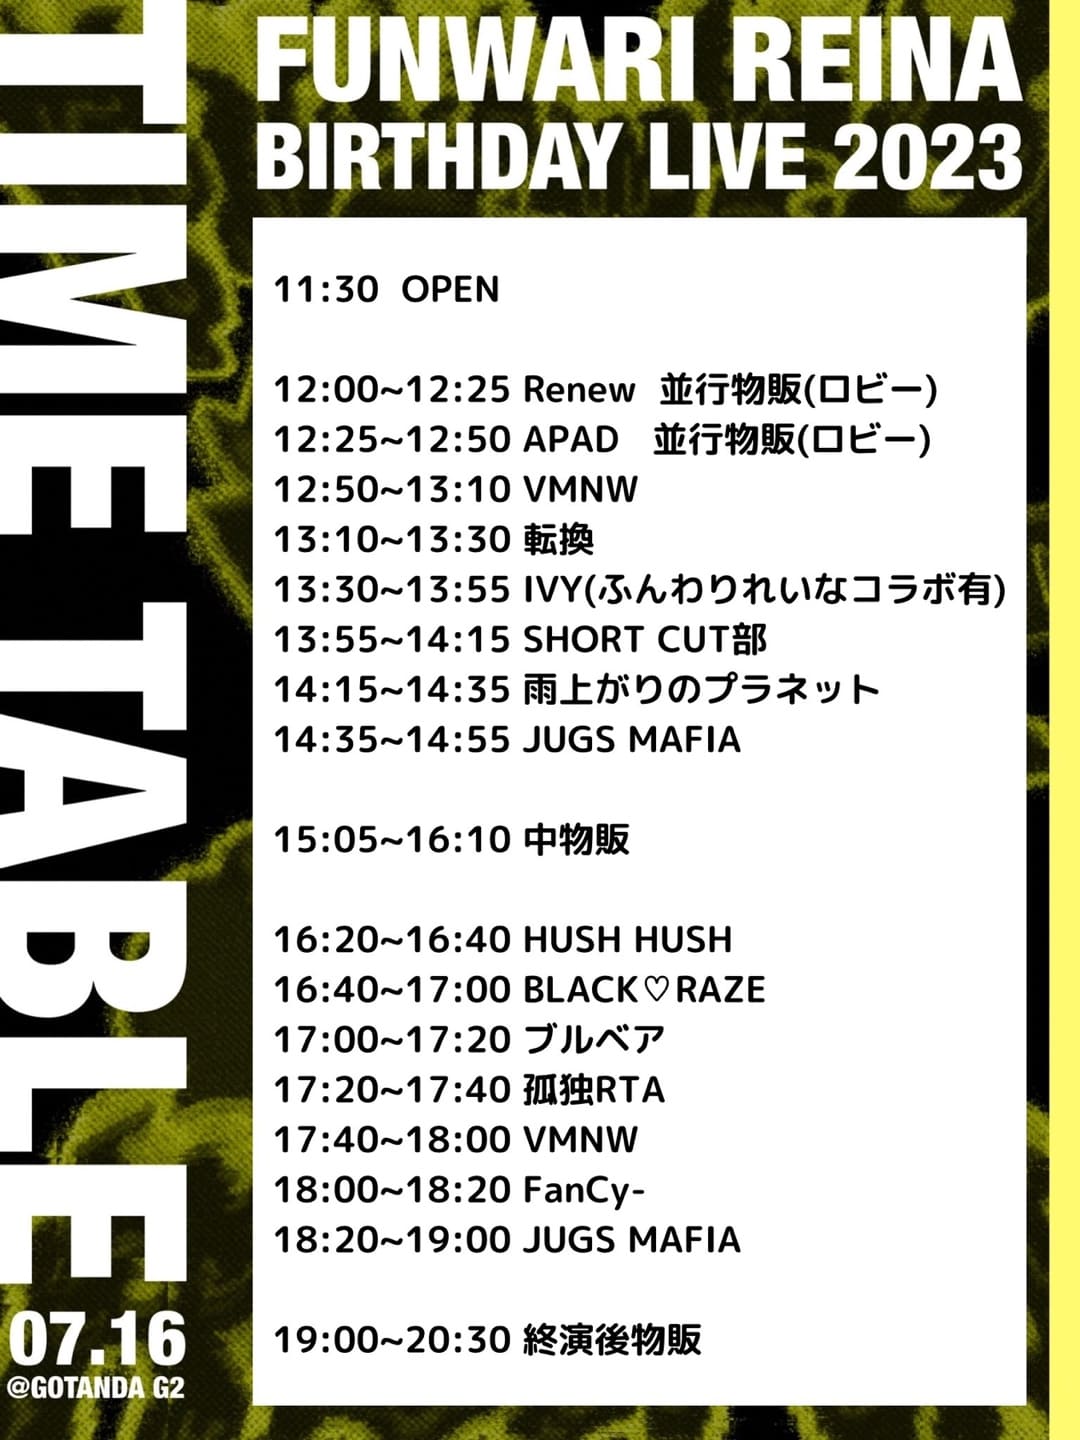 TIMETABLE
07.16
@GOTANDA G2
FUNWARI REINA
BIRTHDAY LIVE 2023
11:30 OPEN
12:00~12:25 Renew 並行物販(ロビー)
12:25~12:50 APAD 並行物販(ロビー)
12:50~13:10 VMNW
13:10~13:30 転換
13:30~13:55 IVY(ふんわりれいなコラボ有)
13:55~14:15 SHORT CUT部
14:15~14:35 雨上がりのプラネット
14:35~14:55 JUGS MAFIA
15:05~16:10 中物販
16:20~16:40 HUSH HUSH
16:40~17:00 BLACK♡RAZE
17:00~17:20 ブルベア
17:20~17:40 孤独RTA
17:40~18:00 VMNW
18:00~18:20 FanCy-
18:20~19:00 JUGS MAFIA
19:00~20:30 終演後物販